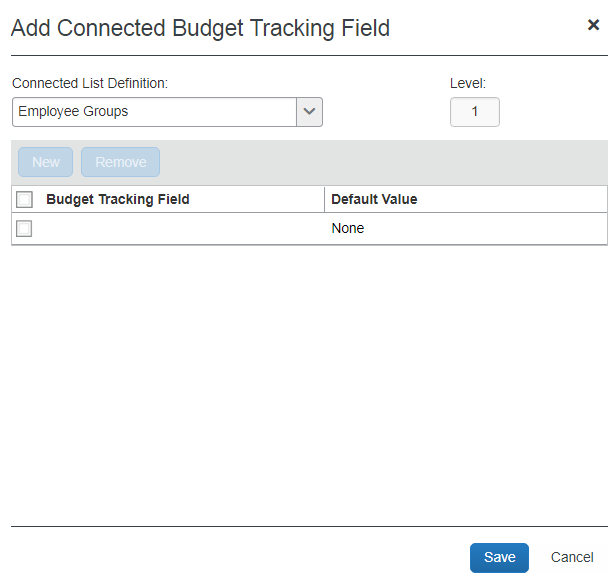 Add Connected Budget Tracking Field ×
Connected List Definition: Level:
Employee Groups 1
New Remove
Budget Tracking Field Default Value
None
Save Cancel